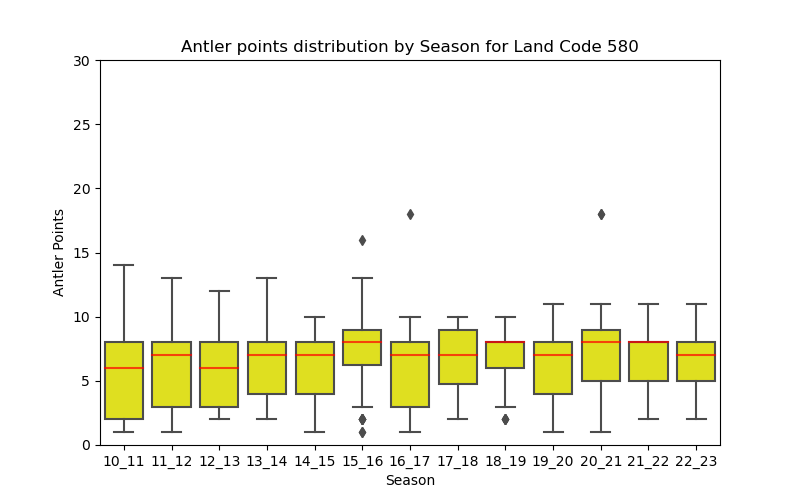 Antler points distribution by Season for Land Code 580
Antler Points
30
25
20
15
10
5
0
10_11 11_12 12_13 13_14 14_15 15_16 16_17 17_18 18_19 19_20 20_21 21_22 22_23
Season